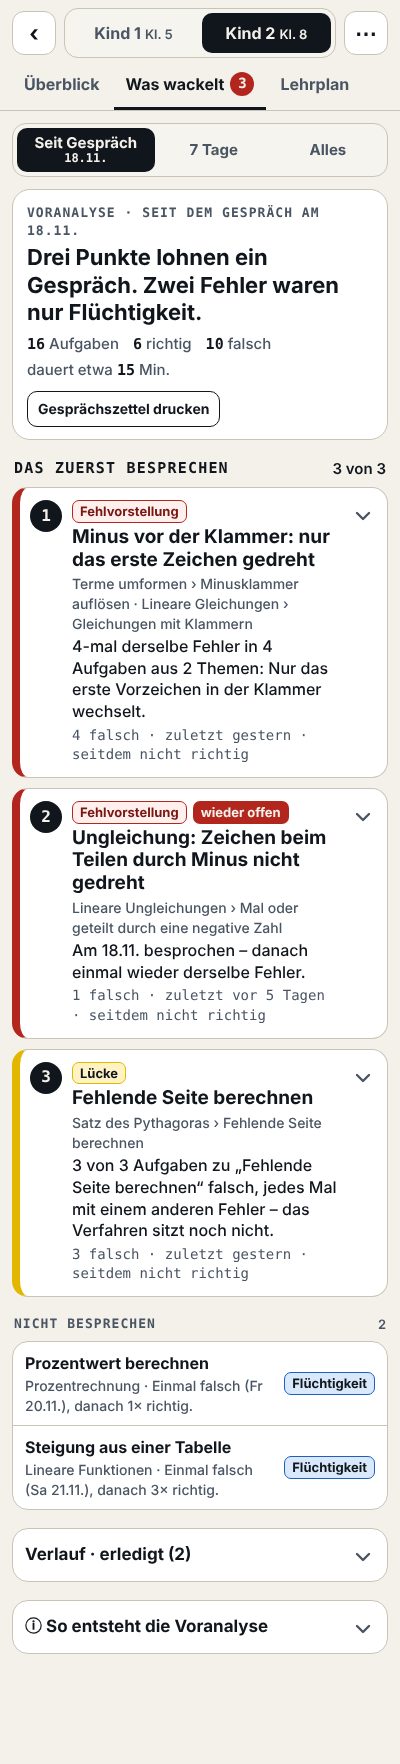 ‹ Kind 1 Kl. 5 Kind 2 Kl. 8 ⋯
Überblick Was wackelt 3 Lehrplan
Seit Gespräch
18.11.
7 Tage Alles
VORANALYSE · SEIT DEM GESPRÄCH AM
18.11.
Drei Punkte lohnen ein
Gespräch. Zwei Fehler waren
nur Flüchtigkeit.
16 Aufgaben 6 richtig 10 falsch
dauert etwa 15 Min.
Gesprächszettel drucken
DAS ZUERST BESPRECHEN 3 von 3
1 Fehlvorstellung
Minus vor der Klammer: nur
das erste Zeichen gedreht
Terme umformen › Minusklammer
auflösen · Lineare Gleichungen ›
Gleichungen mit Klammern
4-mal derselbe Fehler in 4
Aufgaben aus 2 Themen: Nur das
erste Vorzeichen in der Klammer
wechselt.
4 falsch · zuletzt gestern ·
seitdem nicht richtig
2 Fehlvorstellung wieder offen
Ungleichung: Zeichen beim
Teilen durch Minus nicht
gedreht
Lineare Ungleichungen › Mal oder
geteilt durch eine negative Zahl
Am 18.11. besprochen – danach
einmal wieder derselbe Fehler.
1 falsch · zuletzt vor 5 Tagen
· seitdem nicht richtig
3 Lücke
Fehlende Seite berechnen
Satz des Pythagoras › Fehlende Seite
berechnen
3 von 3 Aufgaben zu „Fehlende
Seite berechnen“ falsch, jedes Mal
mit einem anderen Fehler – das
Verfahren sitzt noch nicht.
3 falsch · zuletzt gestern ·
seitdem nicht richtig
NICHT BESPRECHEN 2
Prozentwert berechnen
Prozentrechnung · Einmal falsch (Fr
20.11.), danach 1× richtig.
Flüchtigkeit
Steigung aus einer Tabelle
Lineare Funktionen · Einmal falsch
(Sa 21.11.), danach 3× richtig.
Flüchtigkeit
Verlauf · erledigt (2)
ⓘ So entsteht die Voranalyse